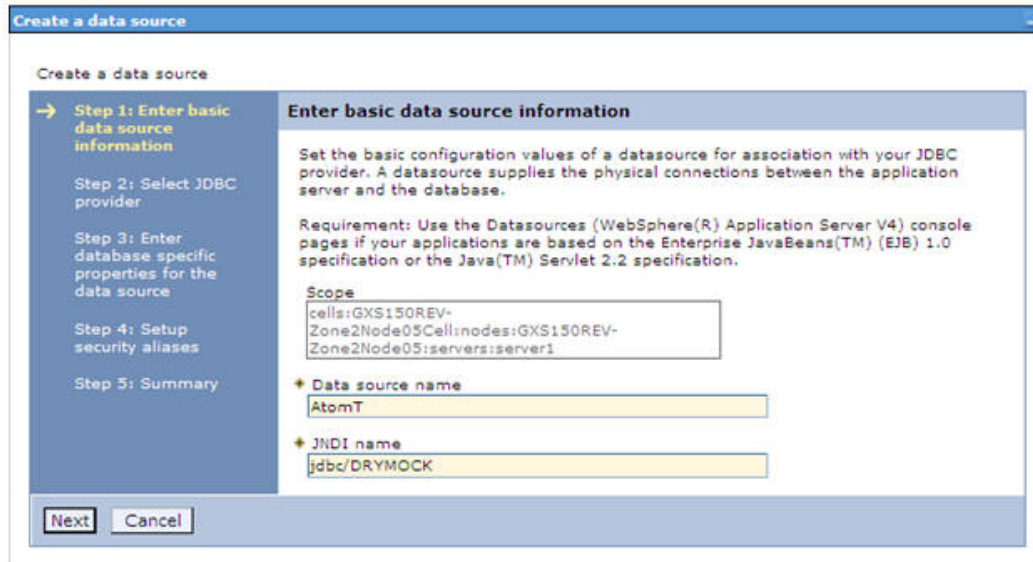 Create a data source
Create a data source
Step 1: Enter basic
data source
information
Step 2: Select JDBC
provider
Step 3: Enter
database specific
properties for the
data source
Step 4: Setup
security aliases
Step 5: Summary
Enter basic data source information
Set the basic configuration values of a datasource for association with your JDBC
provider. A datasource supplies the physical connections between the application
server and the database.
Requirement: Use the Datasources (WebSphere(R) Application Server V4) console
pages if your applications are based on the Enterprise JavaBeans(TM) (EJB) 1.0
specification or the Java(TM) Servlet 2.2 specification.
Scope
cells:GXS150REV-
Zone2Node05Cell:nodes:GXS150REV-
Zone2Node05:servers:server1
Data source name
AtomT
JNDI name
jdbc/DRYMOCK
Next
Cancel